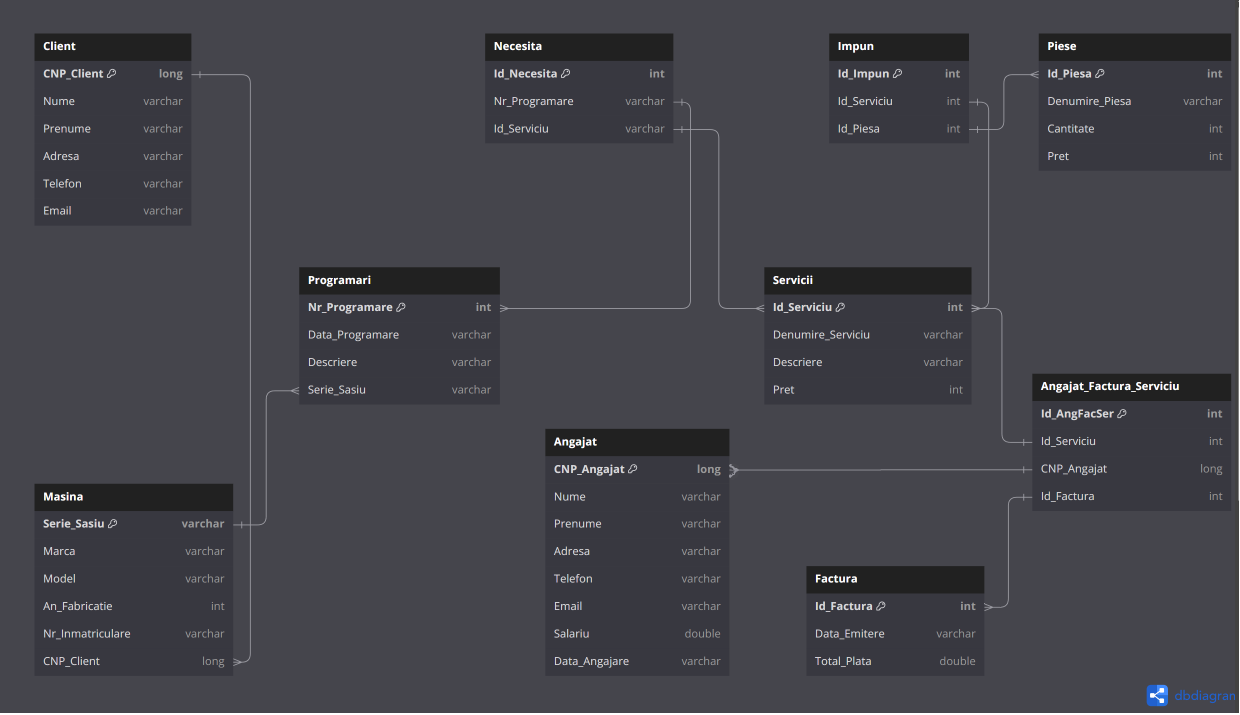 Client
CNP_Client long
Nume varchar
Prenume varchar
Adresa varchar
Telefon varchar
Email varchar
Necesita
Id_Necesita int
Nr_Programare varchar
Id_Serviciu varchar
Impun
Id_Impun int
Id_Serviciu int
Id_Piesa int
Piese
Id_Piesa int
Denumire_Piesa varchar
Cantitate int
Pret int
Programari
Nr_Programare int
Data_Programare varchar
Descriere varchar
Serie_Sasiu varchar
Servicii
Id_Serviciu int
Denumire_Serviciu varchar
Descriere varchar
Pret int
Angajat_Factura_Serviciu
Id_AngFacSer int
Id_Serviciu int
CNP_Angajat long
Id_Factura int
Angajat
CNP_Angajat long
Nume varchar
Prenume varchar
Adresa varchar
Telefon varchar
Email varchar
Salariu double
Data_Angajare varchar
Masina
Serie_Sasiu varchar
Marca varchar
Model varchar
An_Fabricatie int
Nr_Inmatriculare varchar
CNP_Client long
Factura
Id_Factura int
Data_Emitere varchar
Total_Plata double
dbdiagran